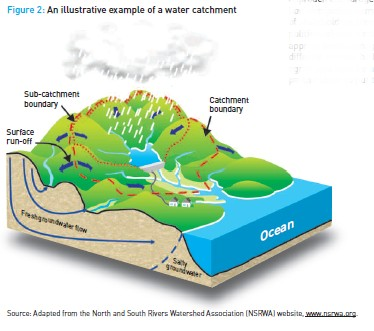 Figure 2: An illustrative example of a water catchment
Sub-catchment
boundary
Catchment
boundary
Surface
run-off
Fresh groundwater flow
Salty
groundwater
Ocean
Source: Adapted from the North and South Rivers Watershed Association (NSRWA) website, www.nsrwa.org.